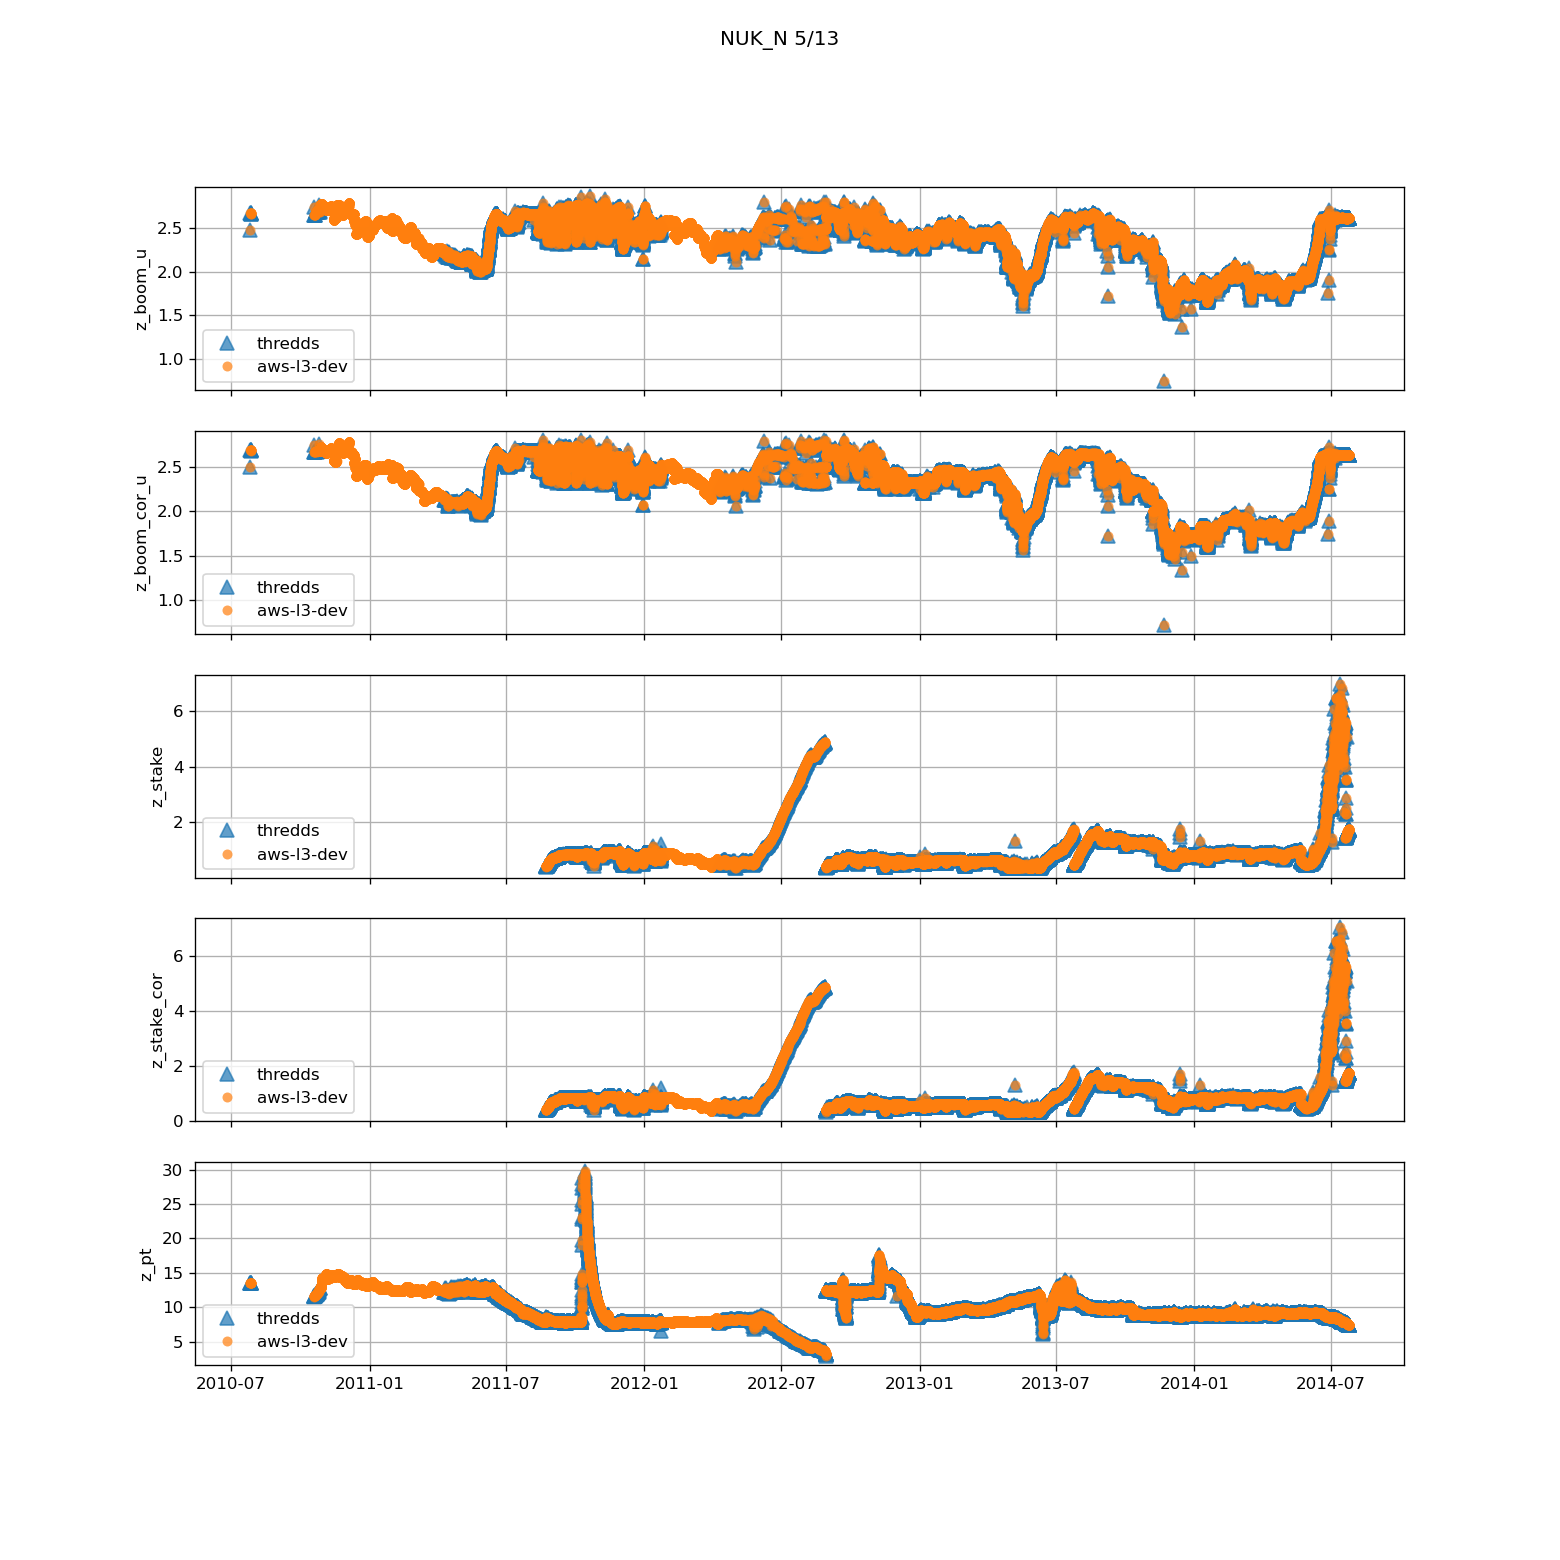 NUK_N 5/13
z_boom_u
2.5
2.0
1.5
1.0
thredds
aws-l3-dev
z_boom_cor_u
2.5
2.0
1.5
1.0
thredds
aws-l3-dev
z_stake
6
4
2
thredds
aws-l3-dev
z_stake_cor
6
4
2
0
thredds
aws-l3-dev
z_pt
30
25
20
15
10
5
thredds
aws-l3-dev
2010-07 2011-01 2011-07 2012-01 2012-07 2013-01 2013-07 2014-01 2014-07